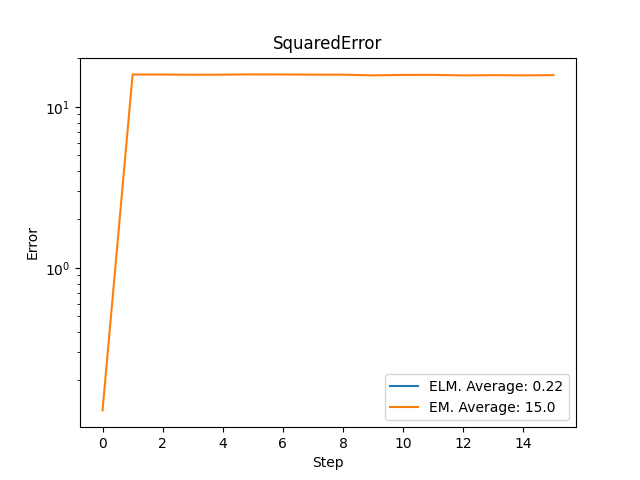 SquaredError
Error
10¹
10⁰
ELM. Average: 0.22
EM. Average: 15.0
0 2 4 6 8 10 12 14
Step